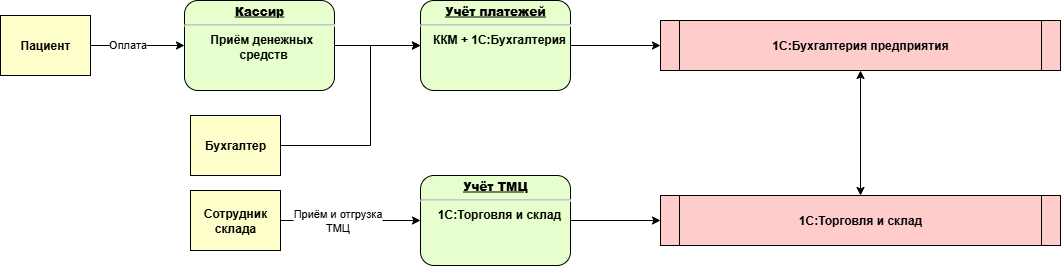 Пациент
Оплата
Кассир
Приём денежных
средств
Учёт платежей
ККМ + 1С:Бухгалтерия
1С:Бухгалтерия предприятия
Бухгалтер
Сотрудник
склада
Приём и отгрузка
ТМЦ
Учёт ТМЦ
1С:Торговля и склад
1С:Торговля и склад